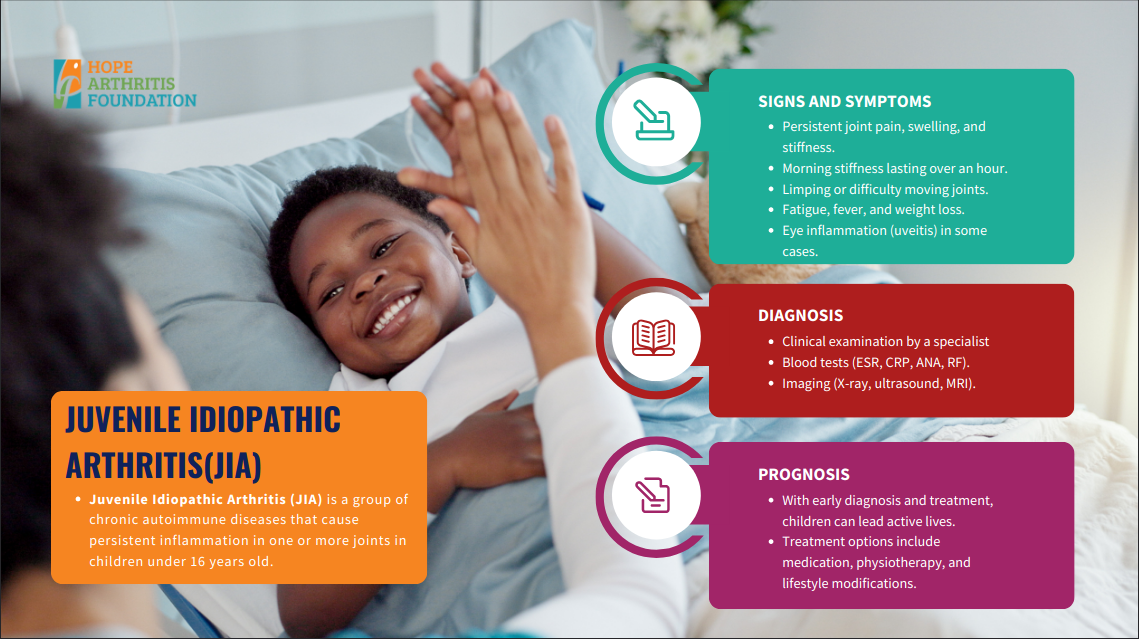 HOPE
ARTHRITIS
FOUNDATION
JUVENILE IDIOPATHIC
ARTHRITIS(JIA)
• Juvenile Idiopathic Arthritis (JIA) is a group of
chronic autoimmune diseases that cause
persistent inflammation in one or more joints in
children under 16 years old.
SIGNS AND SYMPTOMS
• Persistent joint pain, swelling, and
stiffness.
• Morning stiffness lasting over an hour.
• Limping or difficulty moving joints.
• Fatigue, fever, and weight loss.
• Eye inflammation (uveitis) in some
cases.
DIAGNOSIS
• Clinical examination by a specialist
• Blood tests (ESR, CRP, ANA, RF).
• Imaging (X-ray, ultrasound, MRI).
PROGNOSIS
• With early diagnosis and treatment,
children can lead active lives.
• Treatment options include
medication, physiotherapy, and
lifestyle modifications.